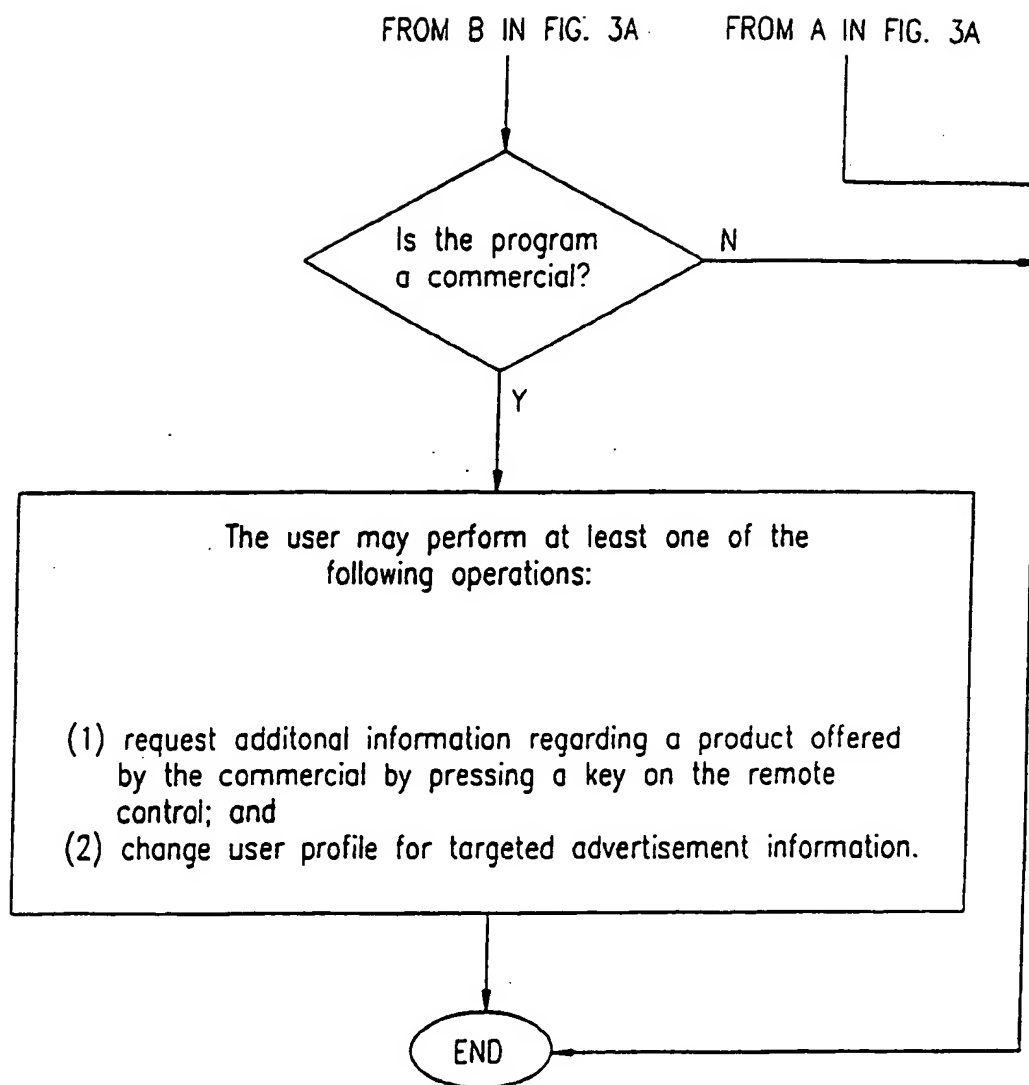 FROM B IN FIG. 3A
FROM A IN FIG. 3A
Is the program
a commercial?
N
Y
The user may perform at least one of the
following operations:
(1) request additonal information regarding a product offered
by the commercial by pressing a key on the remote
control; and
(2) change user profile for targeted advertisement information.
END